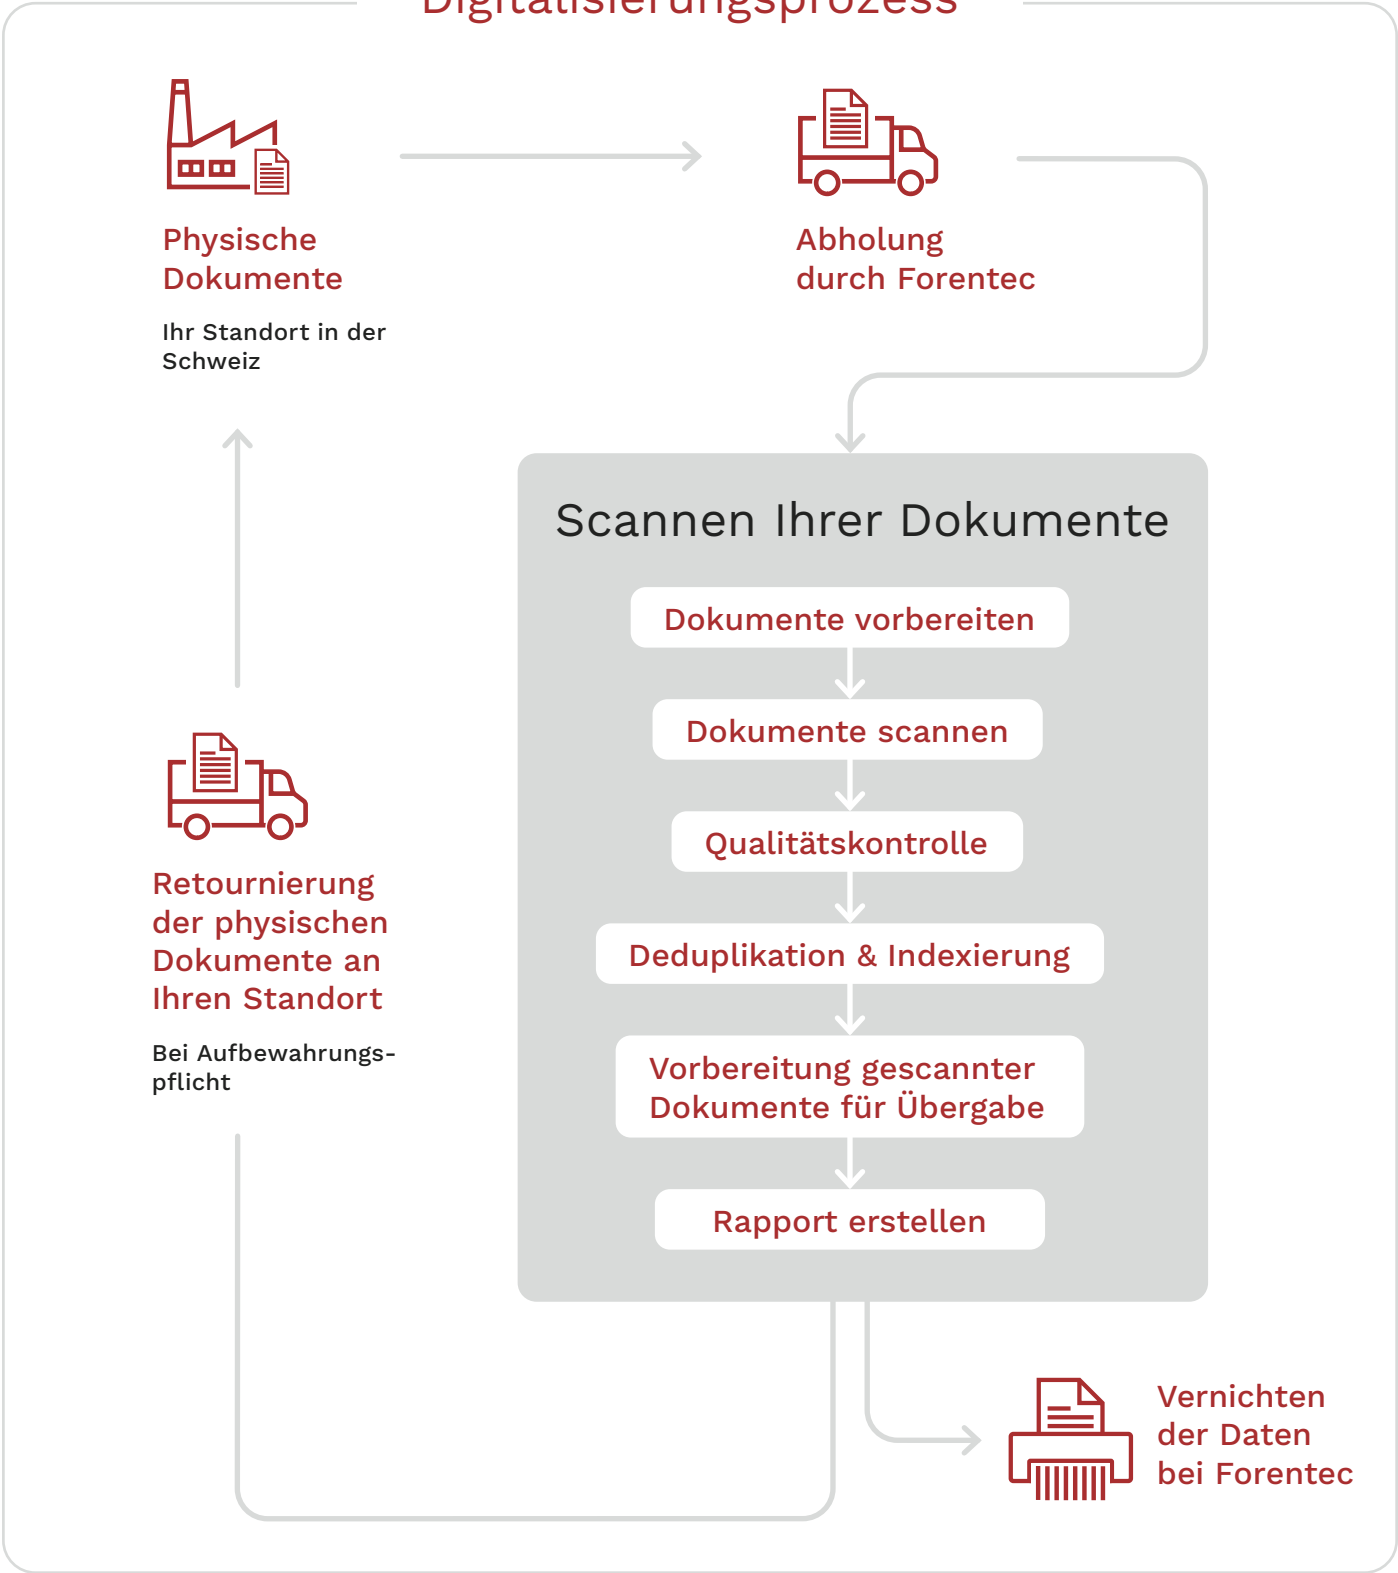 Digitalisierungsprozess
Physische
Dokumente
Ihr Standort in der
Schweiz
Abholung
durch Forentec
Scannen Ihrer Dokumente
Dokumente vorbereiten
Dokumente scannen
Qualitätskontrolle
Deduplikation & Indexierung
Vorbereitung gescannter
Dokumente für Übergabe
Rapport erstellen
Retournierung
der physischen
Dokumente an
Ihren Standort
Bei Aufbewahrungs-
pflicht
Vernichten
der Daten
bei Forentec